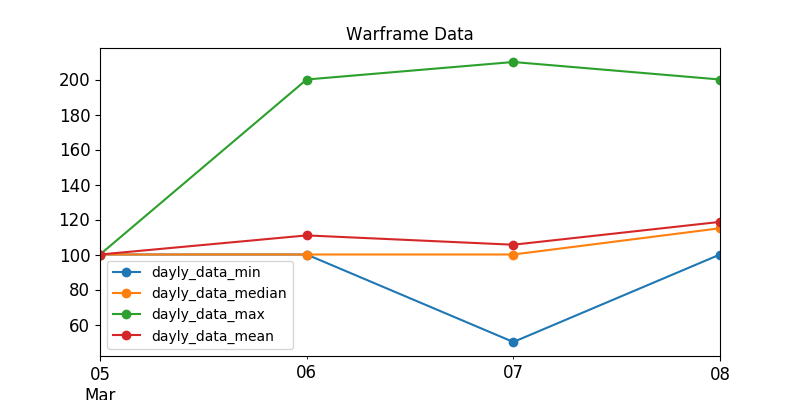 Warframe Data
200
180
160
140
120
100
80
60
dayly_data_min
dayly_data_median
dayly_data_max
dayly_data_mean
05 06 07 08
Mar